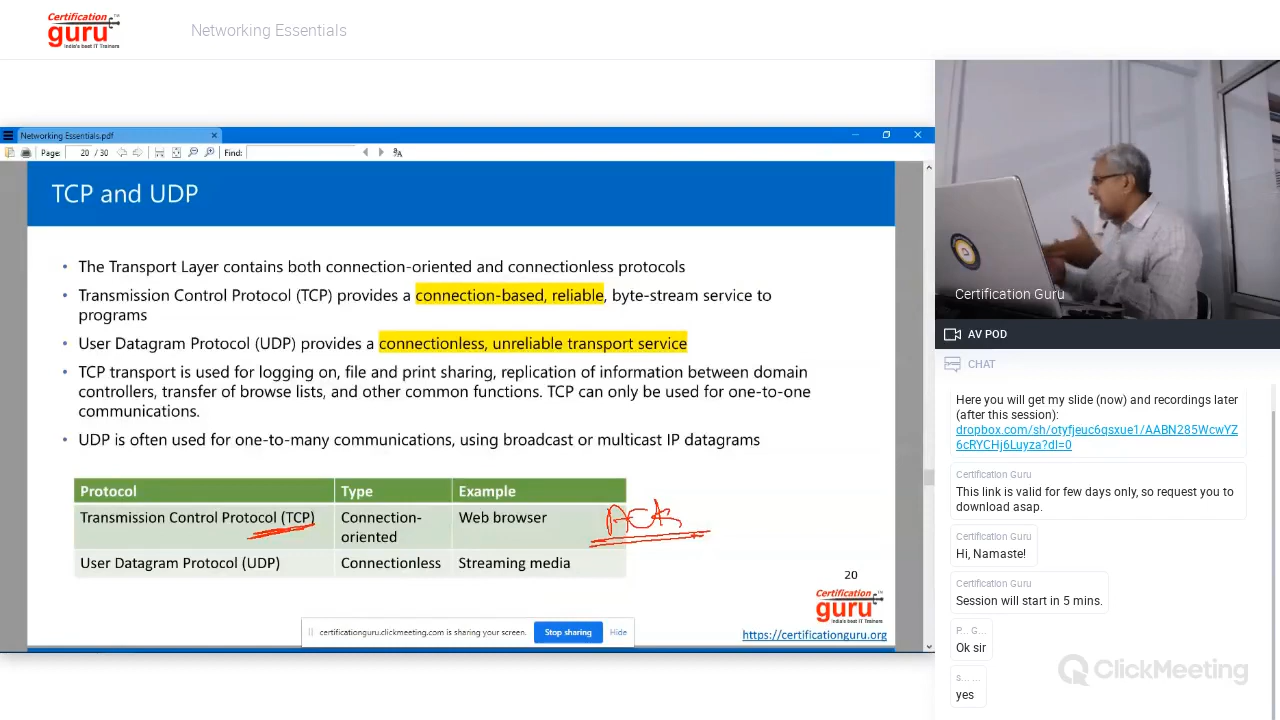 Certification
guru™
India's best IT Trainers
Networking Essentials
Networking Essentials.pdf
Page: 20 / 30 Find:
TCP and UDP
• The Transport Layer contains both connection-oriented and connectionless protocols
• Transmission Control Protocol (TCP) provides a connection-based, reliable, byte-stream service to
programs
• User Datagram Protocol (UDP) provides a connectionless, unreliable transport service
• TCP transport is used for logging on, file and print sharing, replication of information between domain
controllers, transfer of browse lists, and other common functions. TCP can only be used for one-to-one
communications.
• UDP is often used for one-to-many communications, using broadcast or multicast IP datagrams
Protocol Type Example
Transmission Control Protocol (TCP) Connection-
oriented Web browser
ACK
User Datagram Protocol (UDP) Connectionless Streaming media
20
Certification
guru™
India's best IT Trainers
https://certificationguru.org
certificationguru.clickmeeting.com is sharing your screen. Stop sharing Hide
Certification Guru
AV POD
CHAT
Here you will get my slide (now) and recordings later
(after this session):
dropbox.com/sh/otyfjeuc6qsxue1/AABN285WcwYZ
6cRYCHj6Luyza?dl=0
Certification Guru
This link is valid for few days only, so request you to
download asap.
Certification Guru
Hi, Namaste!
Certification Guru
Session will start in 5 mins.
P... G...
Ok sir
s... ...
yes
ClickMeeting